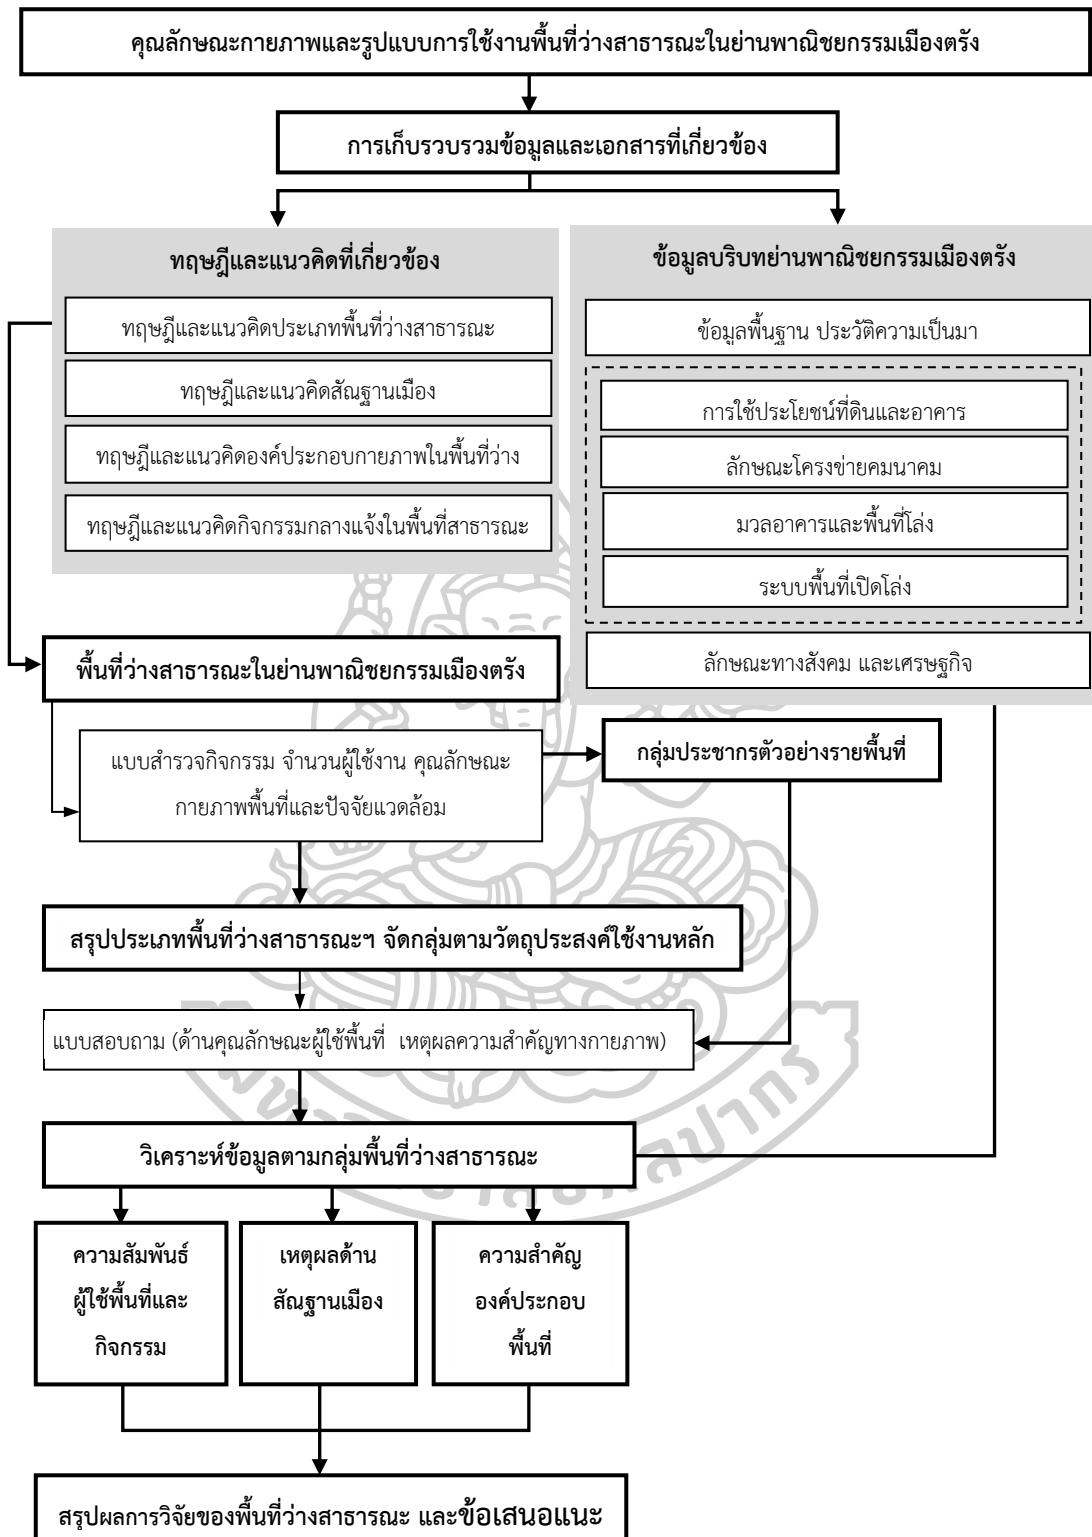 คุณลักษณะกายภาพและรูปแบบการใช้งานพื้นที่ว่างสาธารณะในย่านพาณิชยกรรมเมืองตรัง
การเก็บรวบรวมข้อมูลและเอกสารที่เกี่ยวข้อง
ทฤษฎีและแนวคิดที่เกี่ยวข้อง
ทฤษฎีและแนวคิดประเภทพื้นที่ว่างสาธารณะ
ทฤษฎีและแนวคิดสัณฐานเมือง
ทฤษฎีและแนวคิดองค์ประกอบกายภาพในพื้นที่ว่าง
ทฤษฎีและแนวคิดกิจกรรมกลางแจ้งในพื้นที่สาธารณะ
ข้อมูลบริบทย่านพาณิชยกรรมเมืองตรัง
ข้อมูลพื้นฐาน ประวัติความเป็นมา
การใช้ประโยชน์ที่ดินและอาคาร
ลักษณะโครงข่ายคมนาคม
มวลอาคารและพื้นที่โล่ง
ระบบพื้นที่เปิดโล่ง
ลักษณะทางสังคม และเศรษฐกิจ
พื้นที่ว่างสาธารณะในย่านพาณิชยกรรมเมืองตรัง
แบบสำรวจกิจกรรม จำนวนผู้ใช้งาน คุณลักษณะ
กายภาพพื้นที่และปัจจัยแวดล้อม
กลุ่มประชากรตัวอย่างรายพื้นที่
สรุปประเภทพื้นที่ว่างสาธารณะฯ จัดกลุ่มตามวัตถุประสงค์ใช้งานหลัก
แบบสอบถาม (ด้านคุณลักษณะผู้ใช้พื้นที่ เหตุผลความสำคัญทางกายภาพ)
วิเคราะห์ข้อมูลตามกลุ่มพื้นที่ว่างสาธารณะ
ความสัมพันธ์
ผู้ใช้พื้นที่และ
กิจกรรม
เหตุผลด้าน
สัณฐานเมือง
ความสำคัญ
องค์ประกอบ
พื้นที่
สรุปผลการวิจัยของพื้นที่ว่างสาธารณะ และข้อเสนอแนะ